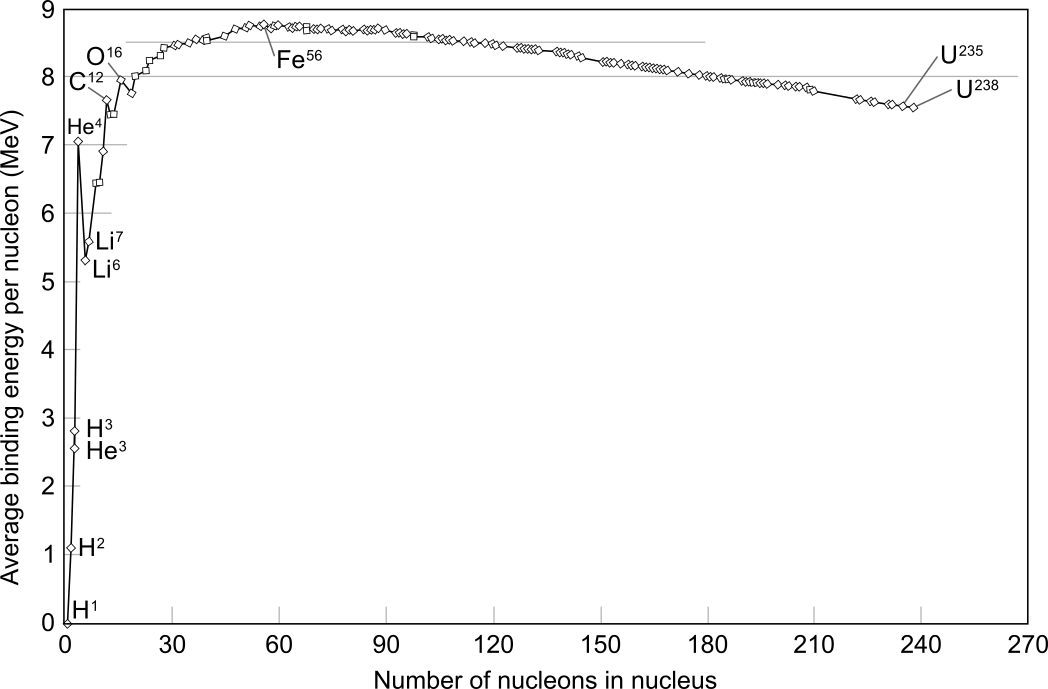 9
8
7
6
5
4
3
2
1
0
Average binding energy per nucleon (MeV)
O¹⁶
C¹²
He⁴
Li⁷
Li⁶
H³
He³
H²
H¹
Fe⁵⁶
U²³⁵
U²³⁸
0 30 60 90 120 150 180 210 240 270
Number of nucleons in nucleus